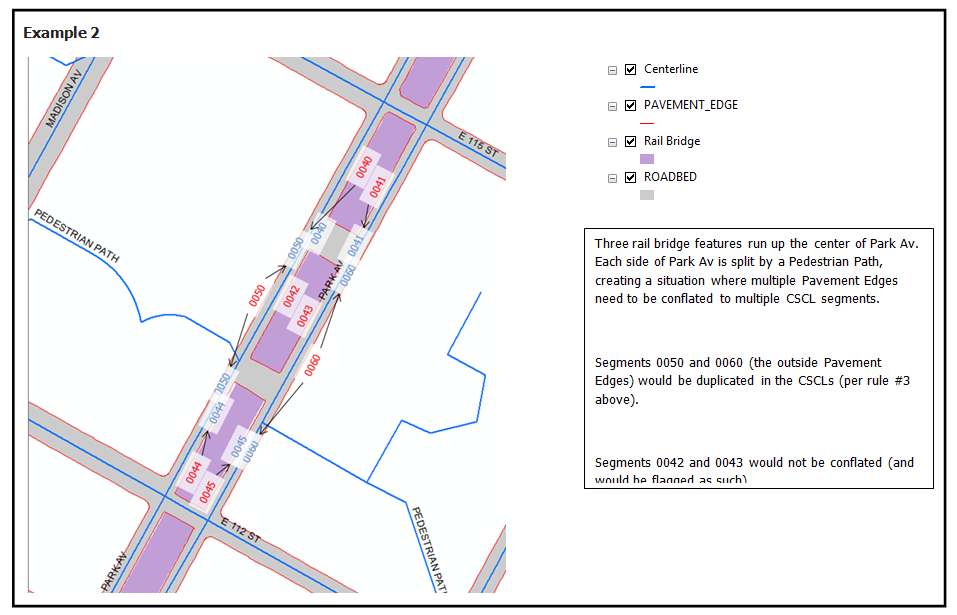 Example 2
MADISON AV
E 115 ST
PEDESTRIAN PATH
0040
0041
0050
0040
0041
0060
PARK AV
0042
0043
0050
0060
0050
0044
0045
0060
0044
0045
E 112 ST
PARK AV
PEDESTRIAN PAT
Centerline
PAVEMENT_EDGE
Rail Bridge
ROADBED
Three rail bridge features run up the center of Park Av.
Each side of Park Av is split by a Pedestrian Path,
creating a situation where multiple Pavement Edges
need to be conflated to multiple CSCL segments.
Segments 0050 and 0060 (the outside Pavement
Edges) would be duplicated in the CSCLs (per rule #3
above).
Segments 0042 and 0043 would not be conflated (and
would be flagged as such)